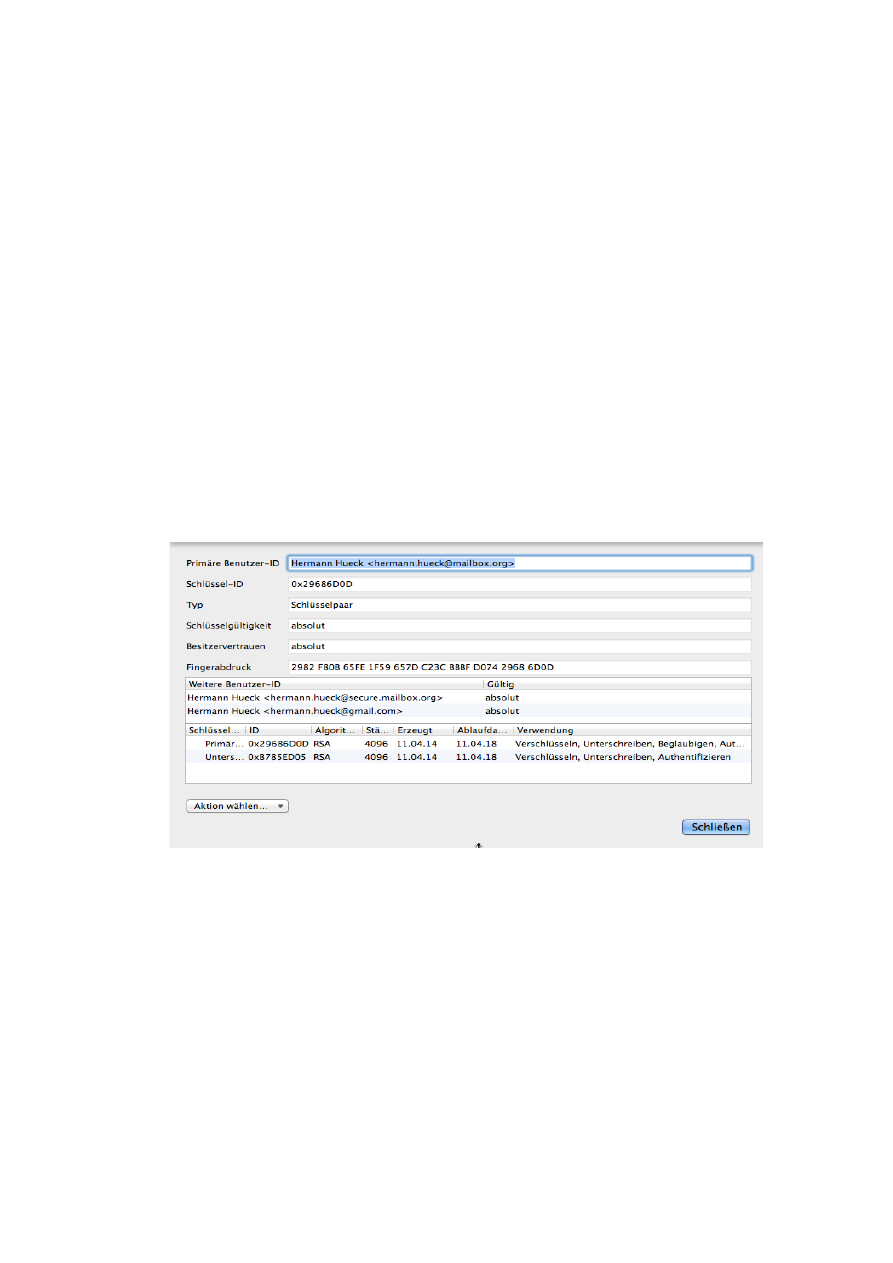 Primäre Benutzer-ID Hermann Hueck <hermann.hueck@mailbox.org>
Schlüssel-ID 0x29686D0D
Typ Schlüsselpaar
Schlüsselgültigkeit absolut
Besitzervertrauen absolut
Fingerabdruck 2982 FB0B 65FE 1F59 657D C23C BBBF D074 2968 6D0D
Weitere Benutzer-ID Gültig
Hermann Hueck <hermann.hueck@secure.mailbox.org> absolut
Hermann Hueck <hermann.hueck@gmail.com> absolut
Schlüssel... ID Algorit... Stä... Erzeugt Ablaufda... Verwendung
Primär... 0x29686D0D RSA 4096 11.04.14 11.04.18 Verschlüsseln, Unterschreiben, Beglaubigen, Aut...
Unters... 0xB785ED05 RSA 4096 11.04.14 11.04.18 Verschlüsseln, Unterschreiben, Authentifizieren
Aktion wählen...
Schließen